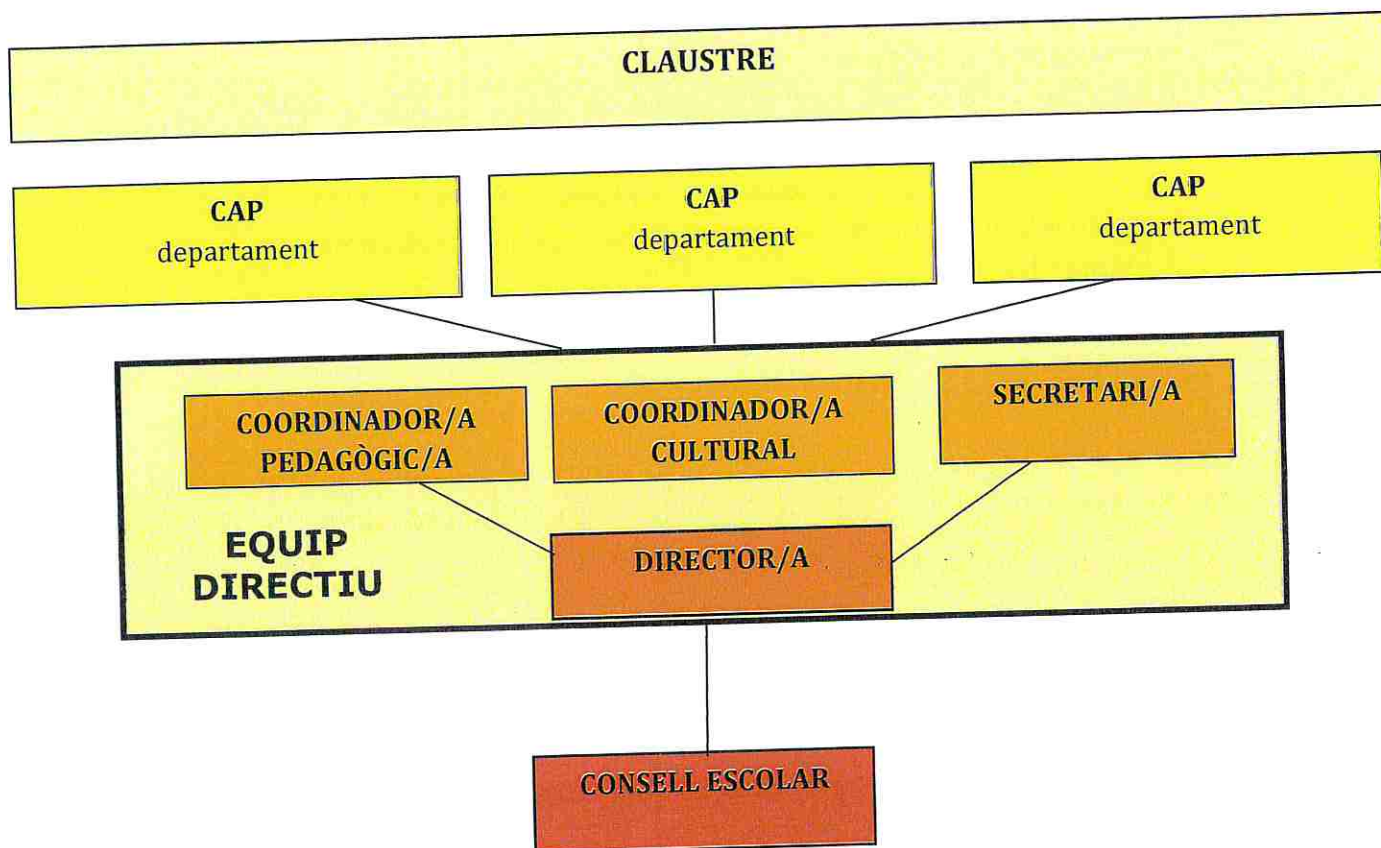 CLAUSTRE
CAP
departament
CAP
departament
CAP
departament
COORDINADOR/A
PEDAGÒGIC/A
COORDINADOR/A
CULTURAL
SECRETARI/A
EQUIP
DIRECTIU
DIRECTOR/A
CONSELL ESCOLAR